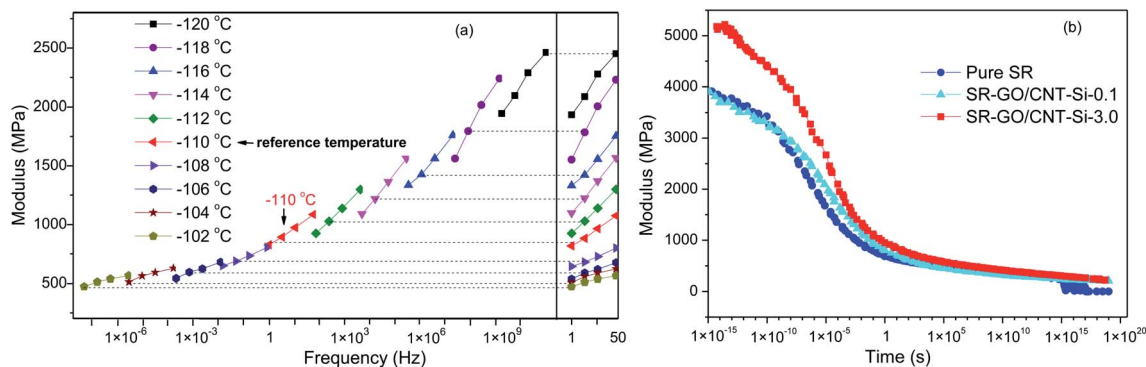 (a)
-120 °C
-118 °C
-116 °C
-114 °C
-112 °C
-110 °C reference temperature
-108 °C
-106 °C
-104 °C
-102 °C
-110 °C
2500
2000
1500
1000
500
Modulus (MPa)
1×10⁻⁶ 1×10⁻³ 1 1×10³ 1×10⁶ 1×10⁹ 1 50
Frequency (Hz)
(b)
Pure SR
SR-GO/CNT-Si-0.1
SR-GO/CNT-Si-3.0
5000
4000
3000
2000
1000
0
Modulus (MPa)
1×10⁻¹⁵ 1×10⁻¹⁰ 1×10⁻⁵ 1 1×10⁵ 1×10¹⁰ 1×10¹⁵ 1×10²⁰
Time (s)